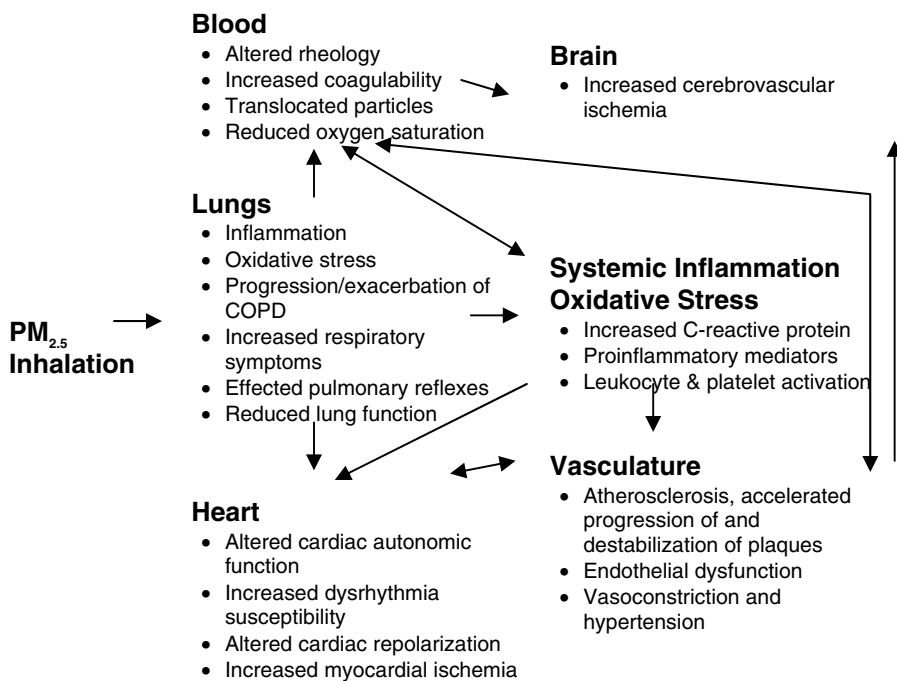 Blood
• Altered rheology
• Increased coagulability
• Translocated particles
• Reduced oxygen saturation
Brain
• Increased cerebrovascular
ischemia
Lungs
• Inflammation
• Oxidative stress
• Progression/exacerbation of
COPD
• Increased respiratory
symptoms
• Effected pulmonary reflexes
• Reduced lung function
PM2.5
Inhalation
Systemic Inflammation
Oxidative Stress
• Increased C-reactive protein
• Proinflammatory mediators
• Leukocyte & platelet activation
Heart
• Altered cardiac autonomic
function
• Increased dysrhythmia
susceptibility
• Altered cardiac repolarization
• Increased myocardial ischemia
Vasculature
• Atherosclerosis, accelerated
progression of and
destabilization of plaques
• Endothelial dysfunction
• Vasoconstriction and
hypertension